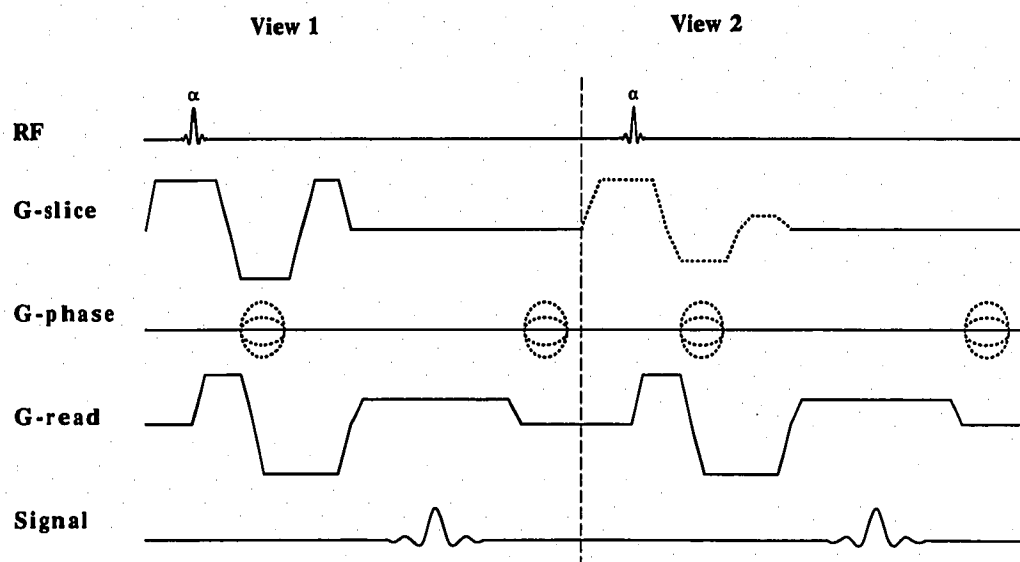 View 1 View 2
α α
RF
G-slice
G-phase
G-read
Signal